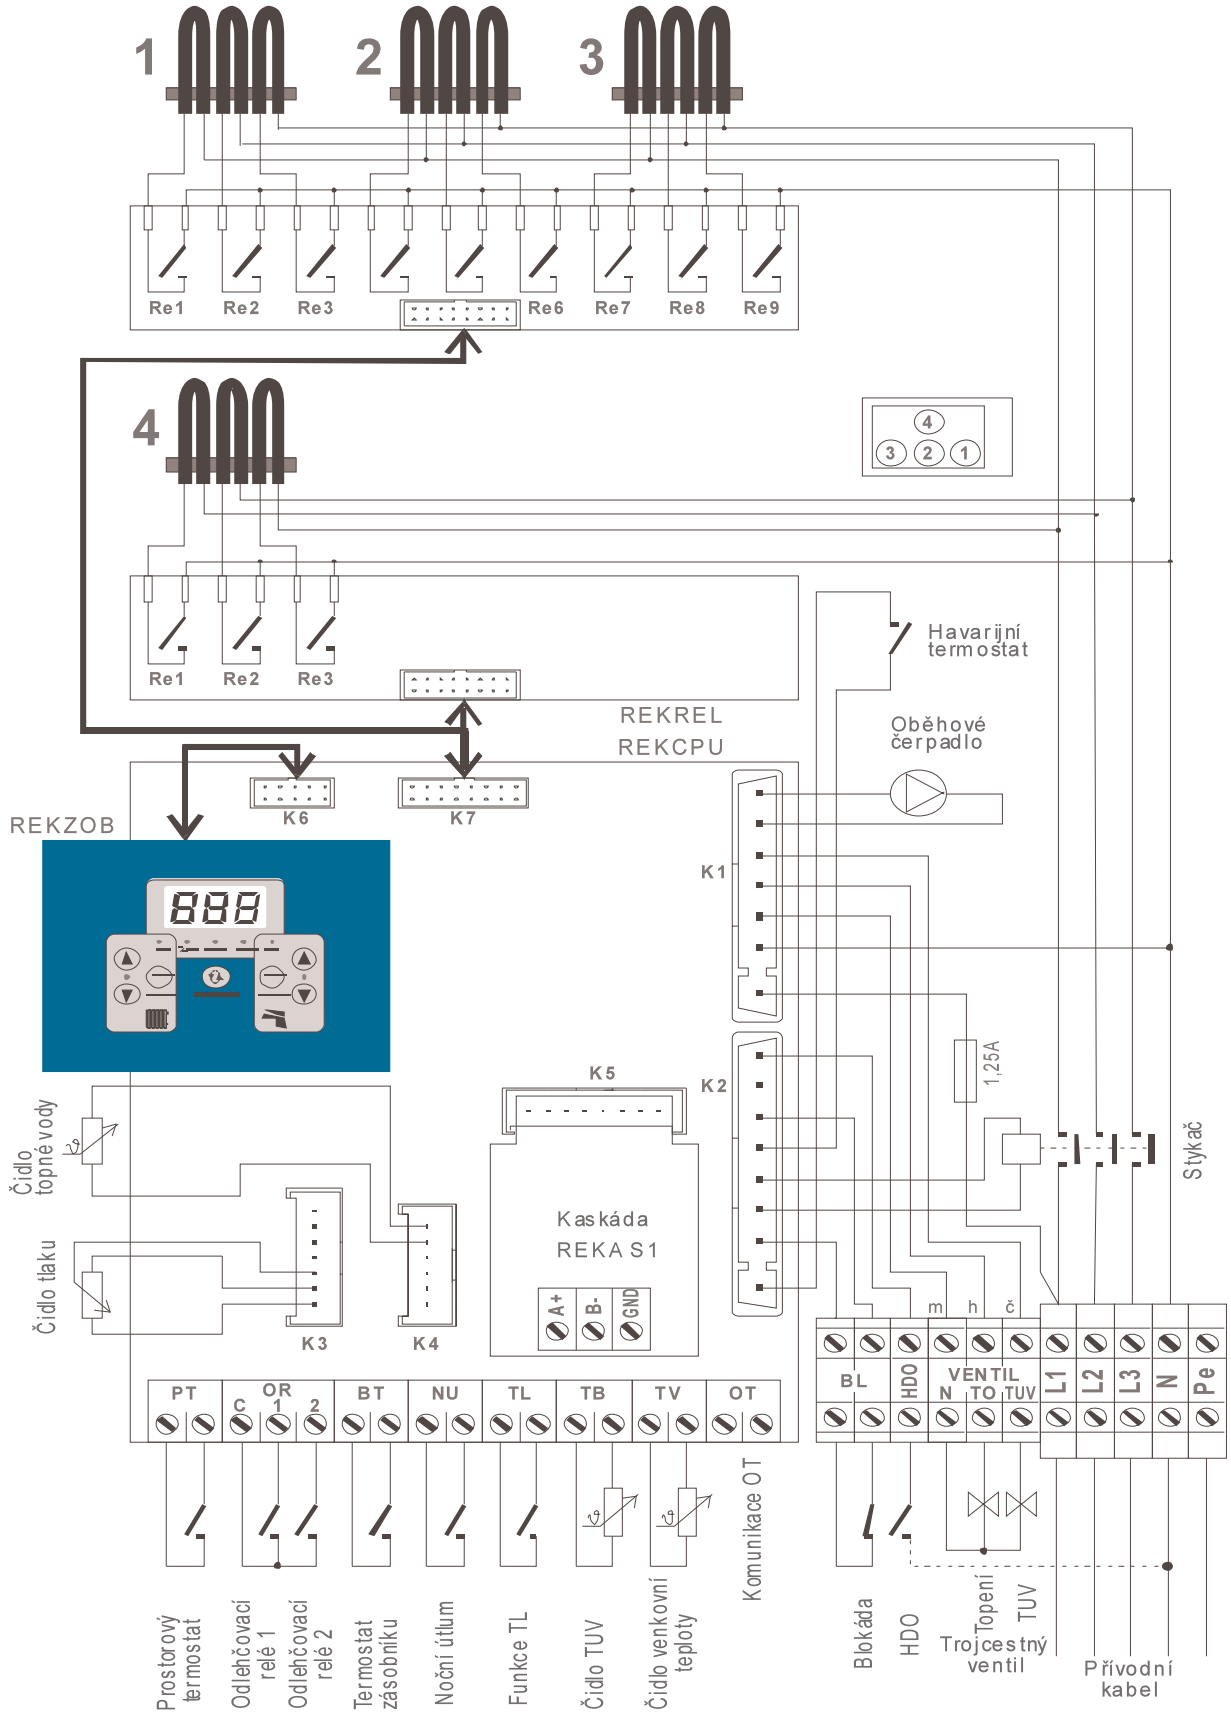 1 2 3
Re1 Re2 Re3 Re6 Re7 Re8 Re9
4
4
3 2 1
Re1 Re2 Re3
Havarijní
termostat
REKREL
REKCPU
Oběhové
čerpadlo
K6 K7
REKZOB
K1
888
K5
K2
1,25A
Čidlo
topné vody
Stykač
Kaskáda
REKA S1
A+ B- GND
Čidlo tlaku
K3 K4
m h č
PT OR BT NU TL TB TV OT
C 1 2
BL HDO VENTIL
N TO TUV
L1 L2 L3 N Pe
Prostorový
termostat
Odlehčovací
relé 1
Odlehčovací
relé 2
Termostat
zásobníku
Noční útlum
Funkce TL
Čidlo TUV
Čidlo venkovní
teploty
Komunikace OT
Blokáda
HDO
Topení
TUV
Trojcestný
ventil
Přívodní
kabel